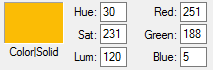 Hue: 30 Red: 251
Sat: 231 Green: 188
Color|Solid Lum: 120 Blue: 5